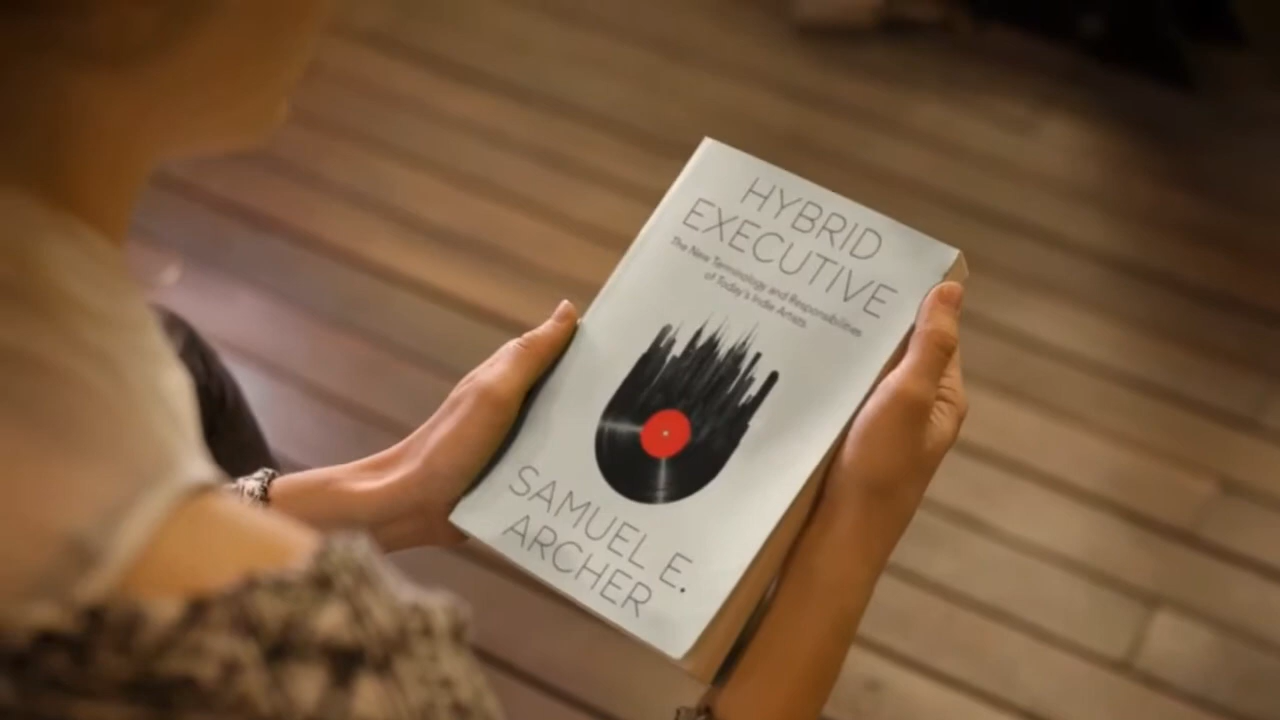 HYBRID
EXECUTIVE
The New Terminology and Responsibilities
of Today's Indie Artists
SAMUEL E.
ARCHER